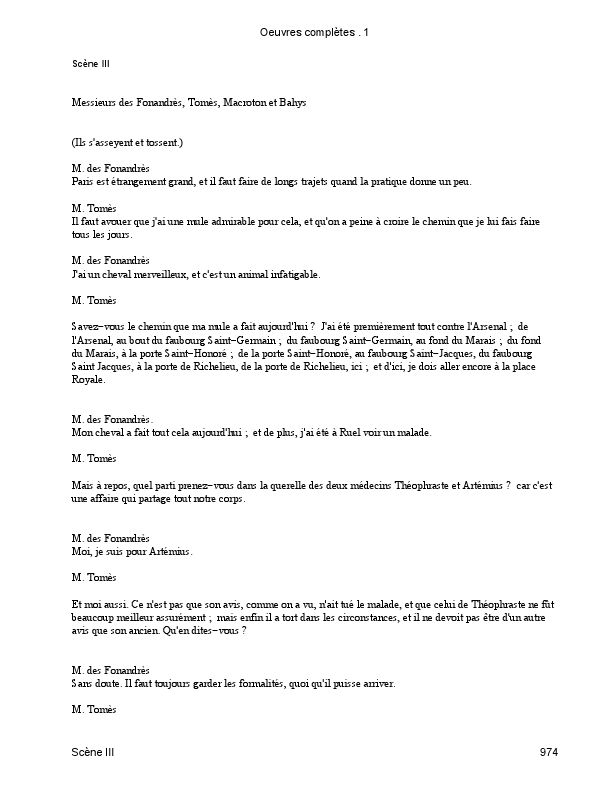 Oeuvres complètes . 1
Scène III
Messieurs des Fonandrès, Tomès, Macroton et Bahys
(Ils s'asseyent et tossent.)
M. des Fonandrès
Paris est étrangement grand, et il faut faire de longs trajets quand la pratique donne un peu.
M. Tomès
Il faut avouer que j'ai une mule admirable pour cela, et qu'on a peine à croire le chemin que je lui fais faire
tous les jours.
M. des Fonandrès
J'ai un cheval merveilleux, et c'est un animal infatigable.
M. Tomès
Savez−vous le chemin que ma mule a fait aujourd'hui ? J'ai été premièrement tout contre l'Arsenal ; de
l'Arsenal, au bout du faubourg Saint−Germain ; du faubourg Saint−Germain, au fond du Marais ; du fond
du Marais, à la porte Saint−Honoré ; de la porte Saint−Honoré, au faubourg Saint−Jacques, du faubourg
Saint Jacques, à la porte de Richelieu, de la porte de Richelieu, ici ; et d'ici, je dois aller encore à la place
Royale.
M. des Fonandrès.
Mon cheval a fait tout cela aujourd'hui ; et de plus, j'ai été à Ruel voir un malade.
M. Tomès
Mais à repos, quel parti prenez−vous dans la querelle des deux médecins Théophraste et Artémius ? car c'est
une affaire qui partage tout notre corps.
M. des Fonandrès
Moi, je suis pour Artémius.
M. Tomès
Et moi aussi. Ce n'est pas que son avis, comme on a vu, n'ait tué le malade, et que celui de Théophraste ne fût
beaucoup meilleur assurément ; mais enfin il a tort dans les circonstances, et il ne devoit pas être d'un autre
avis que son ancien. Qu'en dites−vous ?
M. des Fonandrès
Sans doute. Il faut toujours garder les formalités, quoi qu'il puisse arriver.
M. Tomès
Scène III
974